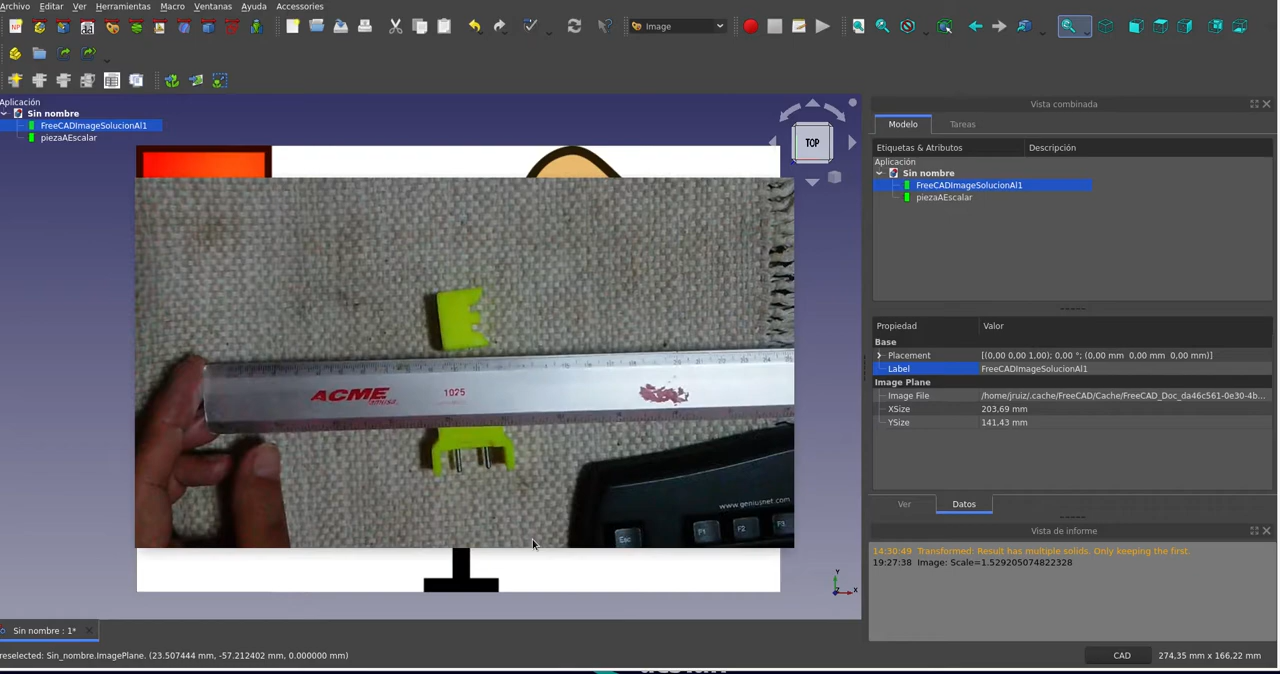 Archivo Editar Ver Herramientas Macro Ventanas Ayuda Accesories
Image
Aplicación
Sin nombre
FreeCADImageSolucionAl1
piezaAEscalar
TOP
ACME
1025
www.geniusnet.com
Esc F1 F2 F3
Y
Z X
Vista combinada
Modelo Tareas
Etiquetas & Atributos Descripción
Aplicación
Sin nombre
FreeCADImageSolucionAl1
piezaAEscalar
Propiedad Valor
Base
Placement [(0,00 0,00 1,00); 0,00 °; (0,00 mm 0,00 mm 0,00 mm)]
Label FreeCADImageSolucionAl1
Image Plane
Image File /home/jruiz/.cache/FreeCAD/Cache/FreeCAD_Doc_da46c561-0e30-4b...
XSize 203,69 mm
YSize 141,43 mm
Ver Datos
Vista de informe
14:30:49 Transformed: Result has multiple solids. Only keeping the first.
19:27:38 Image: Scale=1.529205074822328
Sin nombre : 1*
reselected: Sin_nombre.ImagePlane. (23.507444 mm, -57.212402 mm, 0.000000 mm)
CAD 274,35 mm x 166,22 mm